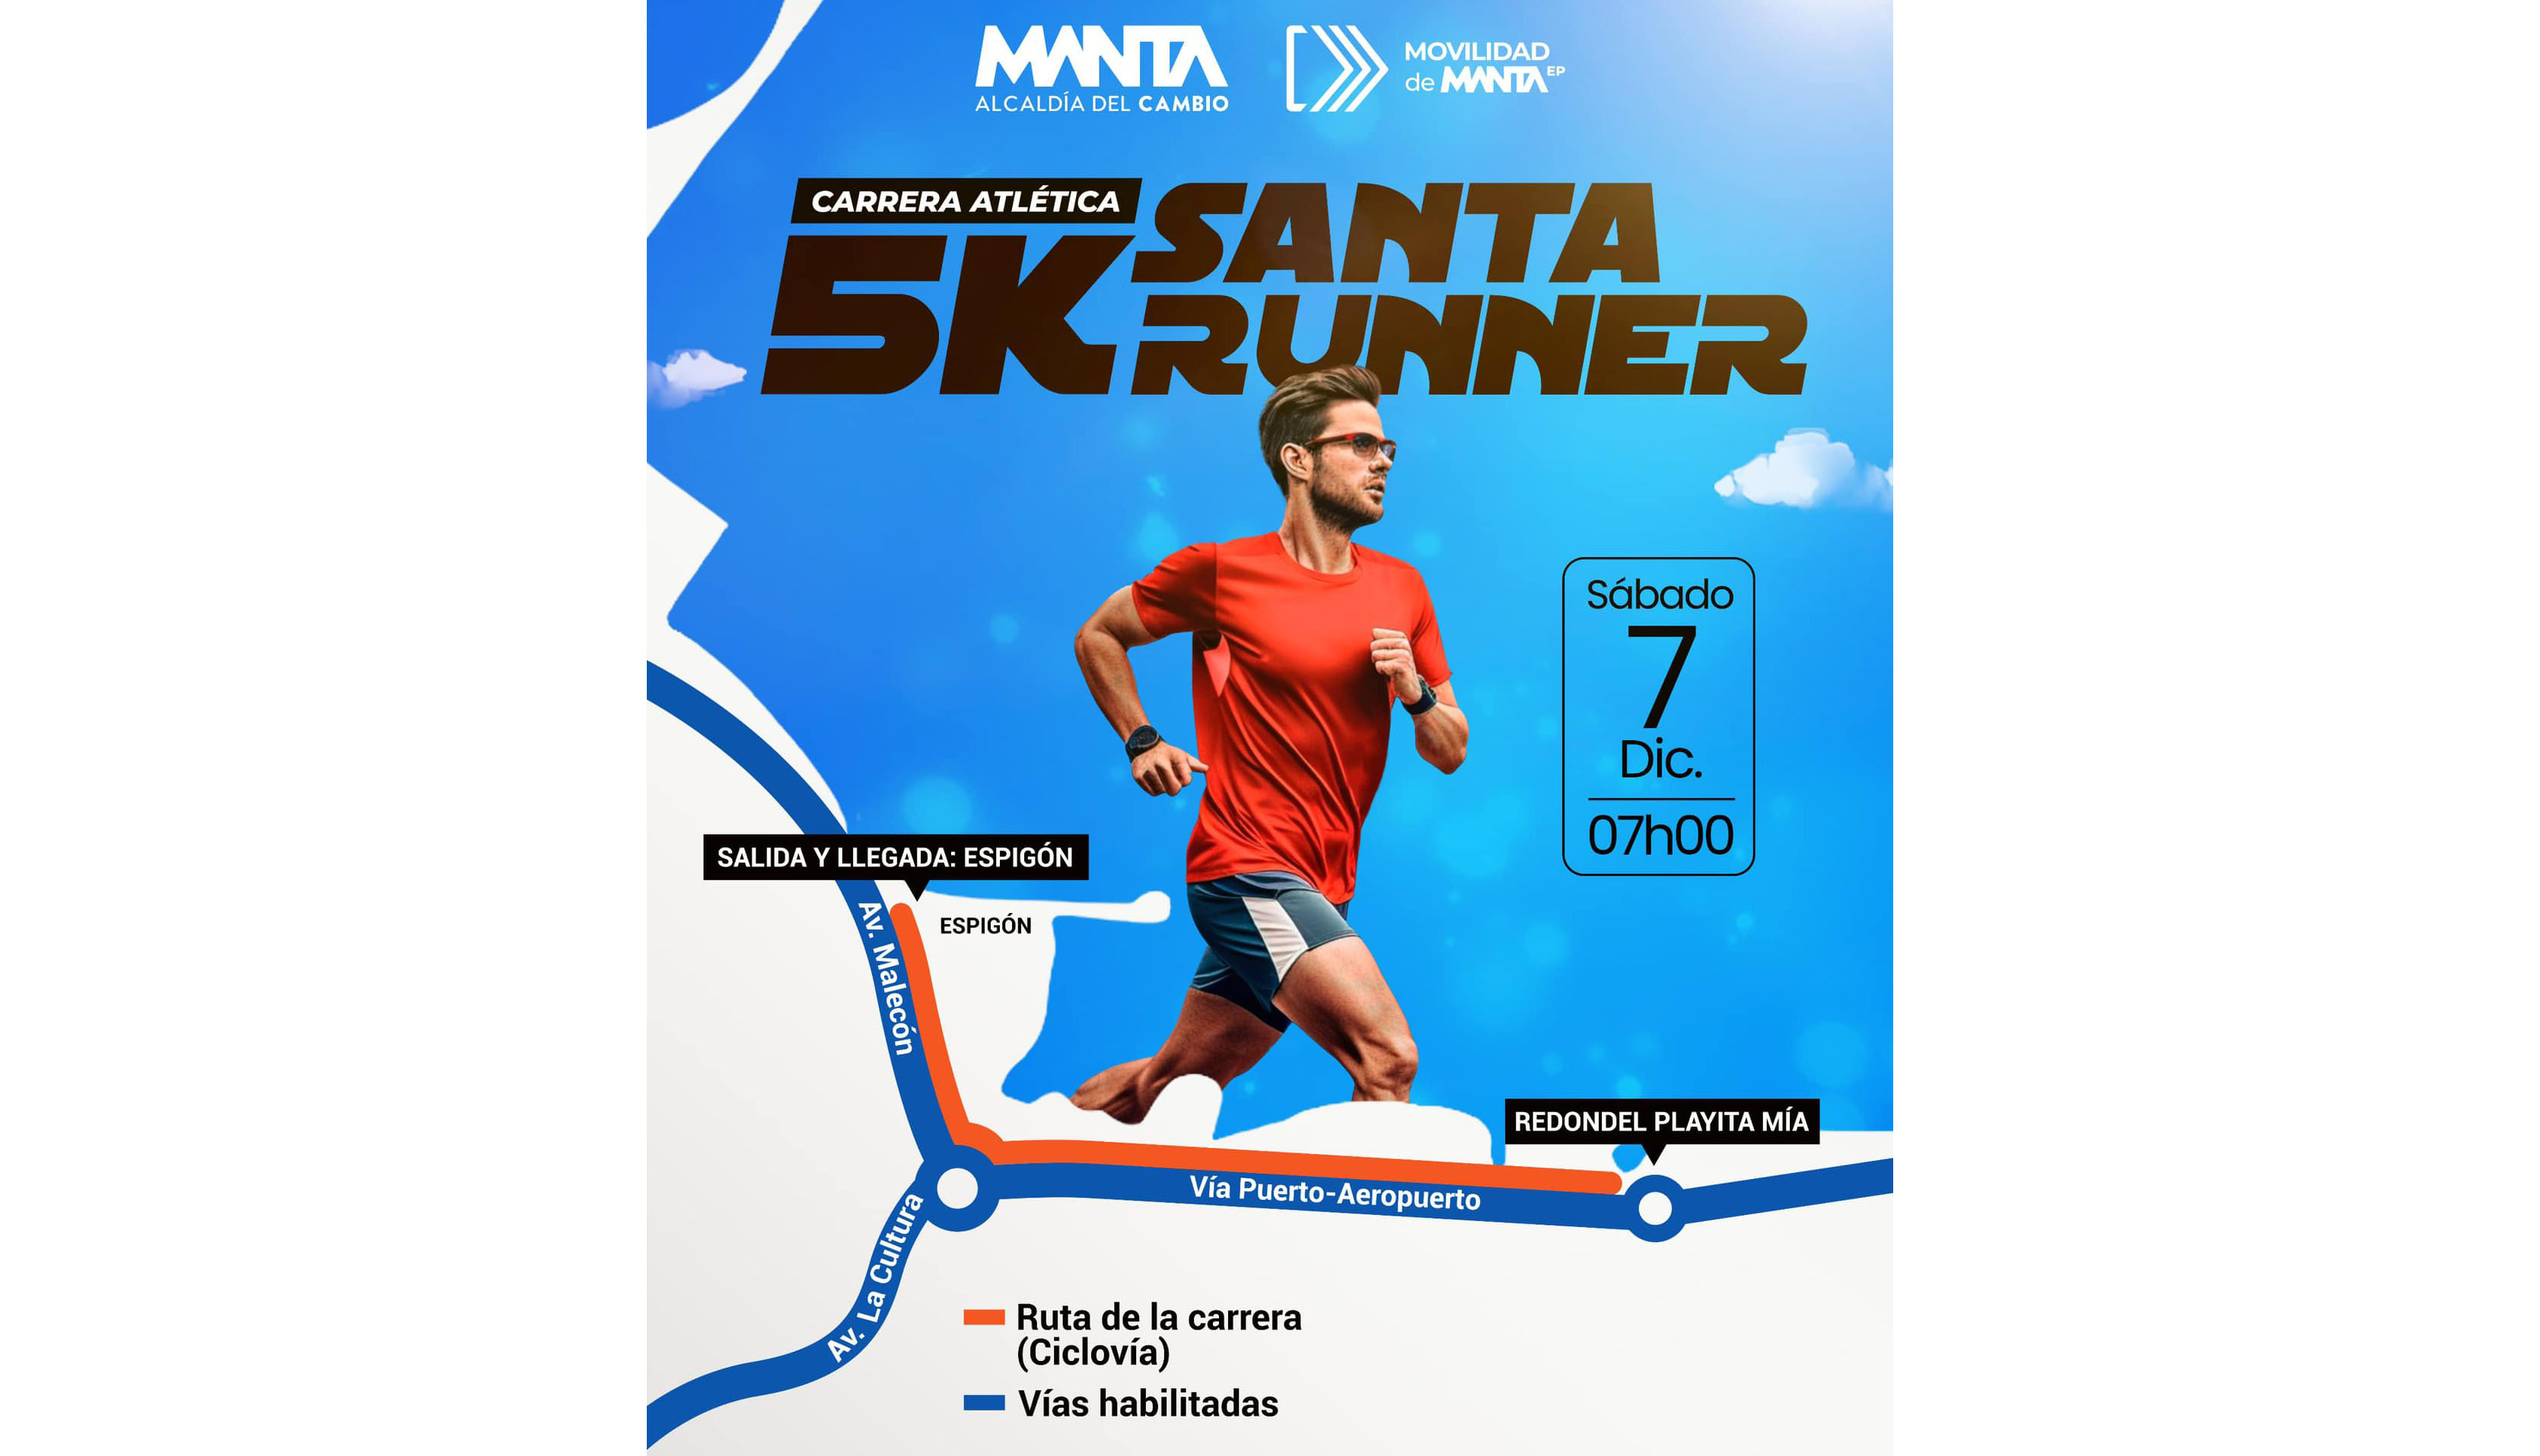 MANTA
ALCALDÍA DEL CAMBIO
MOVILIDAD
de MANTA EP
CARRERA ATLÉTICA
5K SANTA
RUNNER
Sábado
7
Dic.
07h00
SALIDA Y LLEGADA: ESPIGÓN
ESPIGÓN
Av. Malecón
REDONDEL PLAYITA MÍA
Vía Puerto-Aeropuerto
Av. La Cultura
Ruta de la carrera
(Ciclovía)
Vías habilitadas